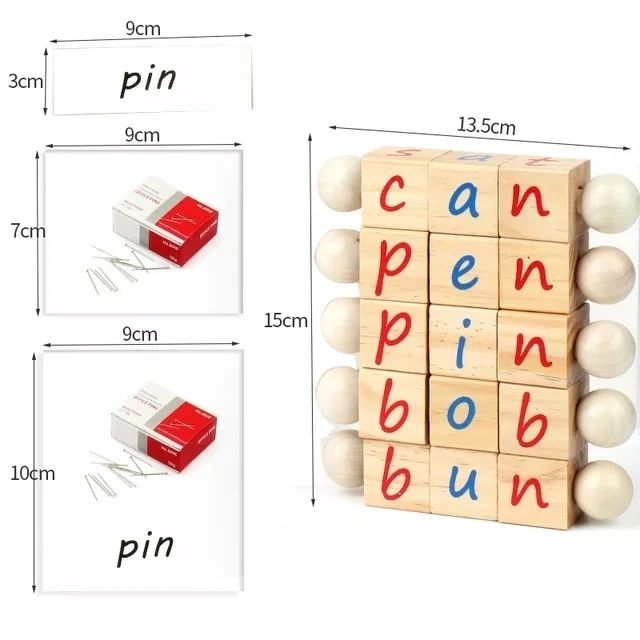 9cm
3cm
pin
9cm
7cm
OFFICE PINS
9cm
10cm
OFFICE PINS
pin
13.5cm
15cm
s a t
c a n
p e n
p i n
b o b
b u n